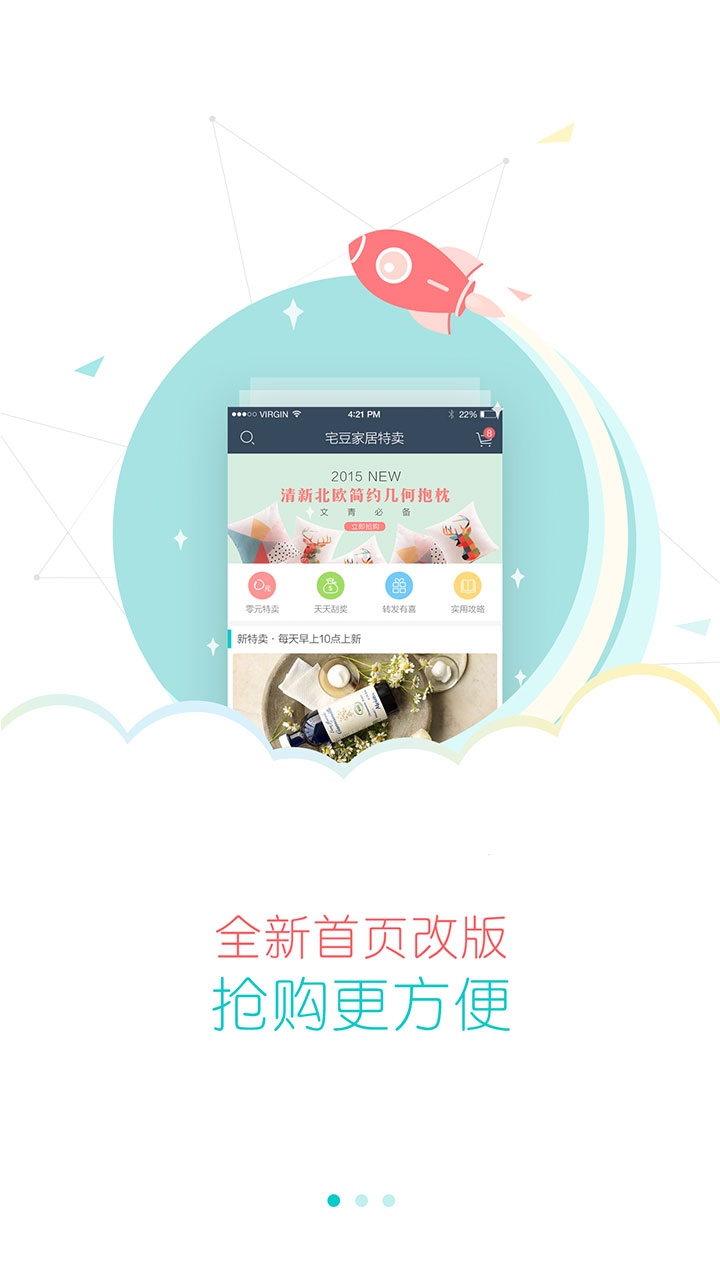 VIRGIN 4:21 PM 22%
宅豆家居特卖 8
2015 NEW
清新北欧简约几何抱枕
文青必备
立即抢购
零元特卖 天天刮奖 转发有喜 实用攻略
新特卖·每天早上10点上新
全新首页改版
抢购更方便